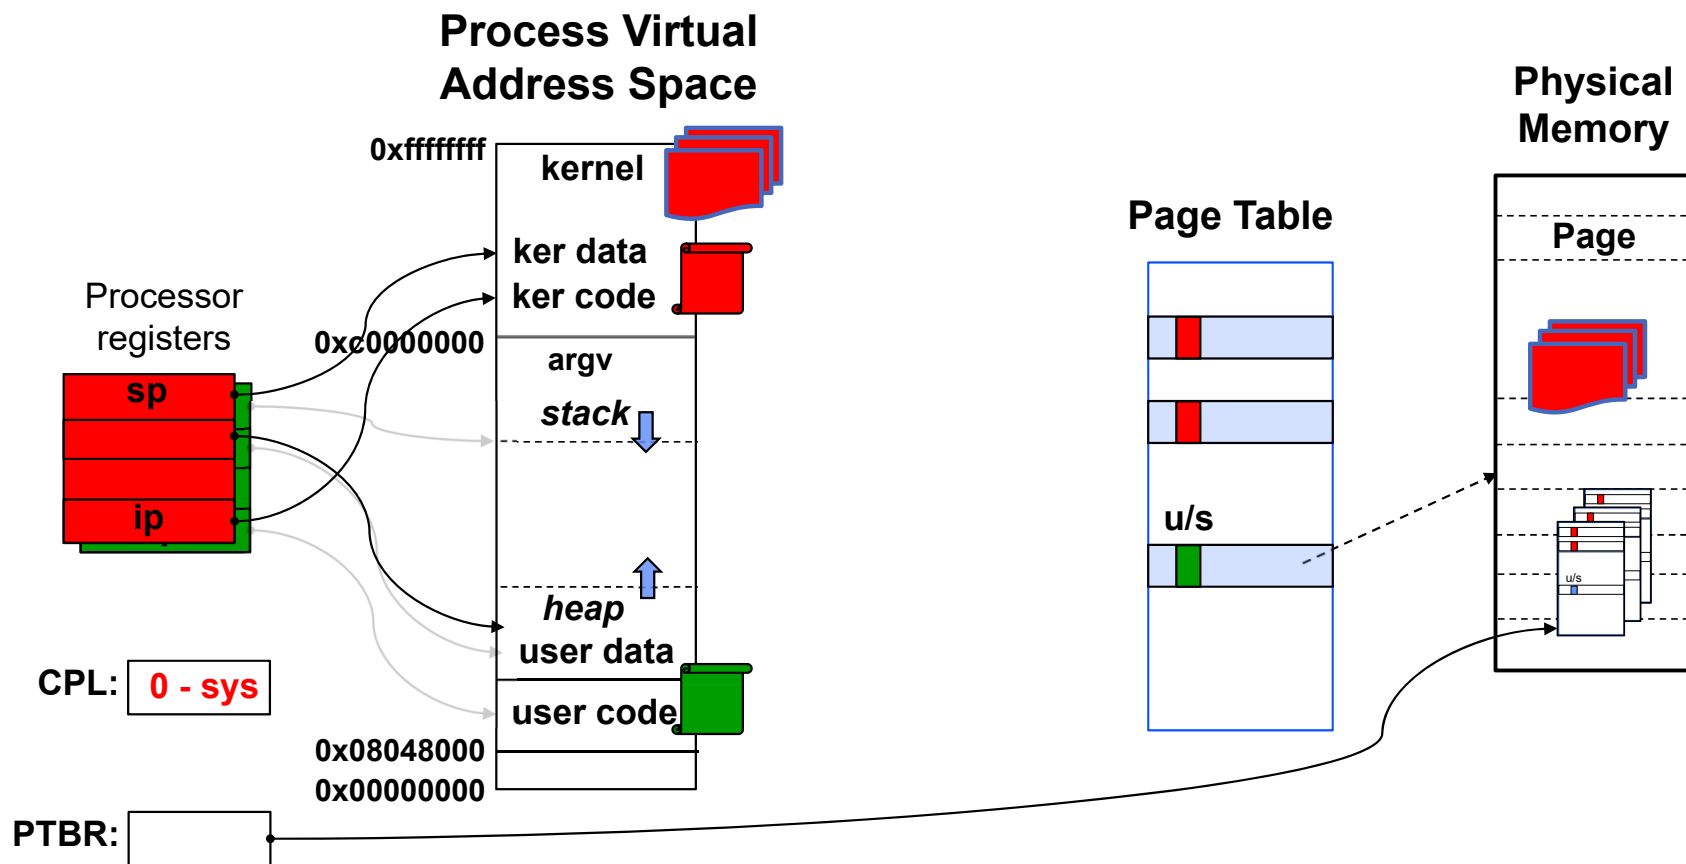 Process Virtual
Address Space
Physical
Memory
0xffffffff
kernel
Page Table
Page
ker data
ker code
Processor
registers
0xc0000000
argv
sp
stack
ip
u/s
u/s
heap
user data
CPL:
0 - sys
user code
0x08048000
0x00000000
PTBR: